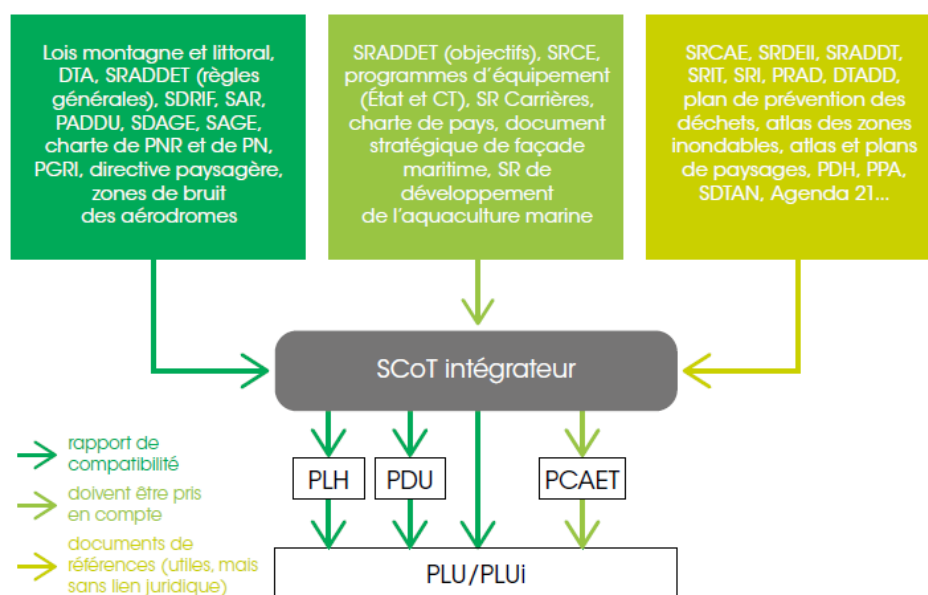 Lois montagne et littoral,
DTA, SRADDET (règles
générales), SDRIF, SAR,
PADDU, SDAGE, SAGE,
charte de PNR et de PN,
PGRI, directive paysagère,
zones de bruit
des aérodromes
SRADDET (objectifs), SRCE,
programmes d'équipement
(État et CT), SR Carrières,
charte de pays, document
stratégique de façade
maritime, SR de
développement
de l'aquaculture marine
SRCAE, SRDEII, SRADDT,
SRIT, SRI, PRAD, DTADD,
plan de prévention des
déchets, atlas des zones
inondables, atlas et plans
de paysages, PDH, PPA,
SDTAN, Agenda 21...
SCoT intégrateur
rapport de
compatibilité
doivent être pris
en compte
documents de
références (utiles, mais
sans lien juridique)
PLH
PDU
PCAET
PLU/PLUi